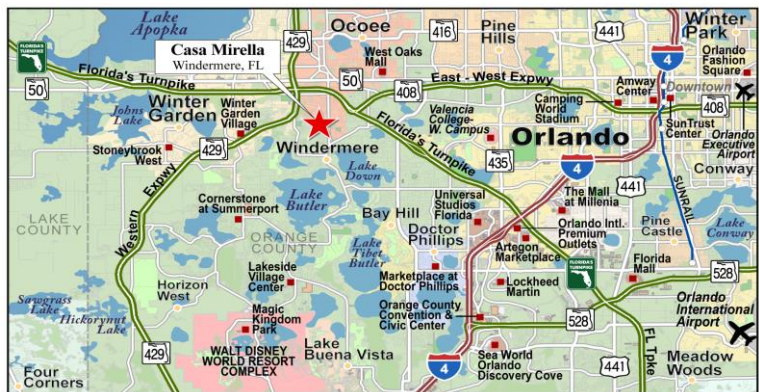 Lake
Apopka
429
Ocoee
416
Pine
Hills
441
Winter
Park
FLORIDA'S
TURNPIKE
Casa Mirella
Windermere, FL
West Oaks
Mall
4
Orlando
Fashion
Square
50
Florida's Turnpike
50
408
East - West Expwy
Amway
Center
Downtown
Camping
World
Stadium
408
Johns
Lake
Winter
Garden
Winter
Garden
Village
Valencia
College-
W. Campus
Orlando
SunTrust
Center
Orlando
Executive
Airport
Stoneybrook
West
429
Windermere
Florida's Turnpike
435
4
Conway
Western Expwy
Lake
Down
441
SUNRAIL
Cornerstone
at Summerport
Lake
Butler
Universal
Studios
Florida
The Mall
at Millenia
LAKE
COUNTY
Bay Hill
Doctor
Phillips
Orlando Intl.
Premium
Outlets
Pine
Castle
Lake
Conway
ORANGE
COUNTY
Lake
Tibet
Butler
Artegon
Marketplace
Lakeside
Village
Center
Marketplace at
Doctor Phillips
FLORIDA'S
TURNPIKE
Florida
Mall
528
Horizon
West
Lockheed
Martin
Sawgrass
Lake
Hickorynut
Lake
Magic
Kingdom
Park
Orange County
Convention &
Civic Center
528
Orlando
International
Airport
429
WALT DISNEY
WORLD RESORT
COMPLEX
Lake
Buena Vista
4
Sea World
Orlando
Discovery Cove
441
FL Tpke
Meadow
Woods
Four
Corners